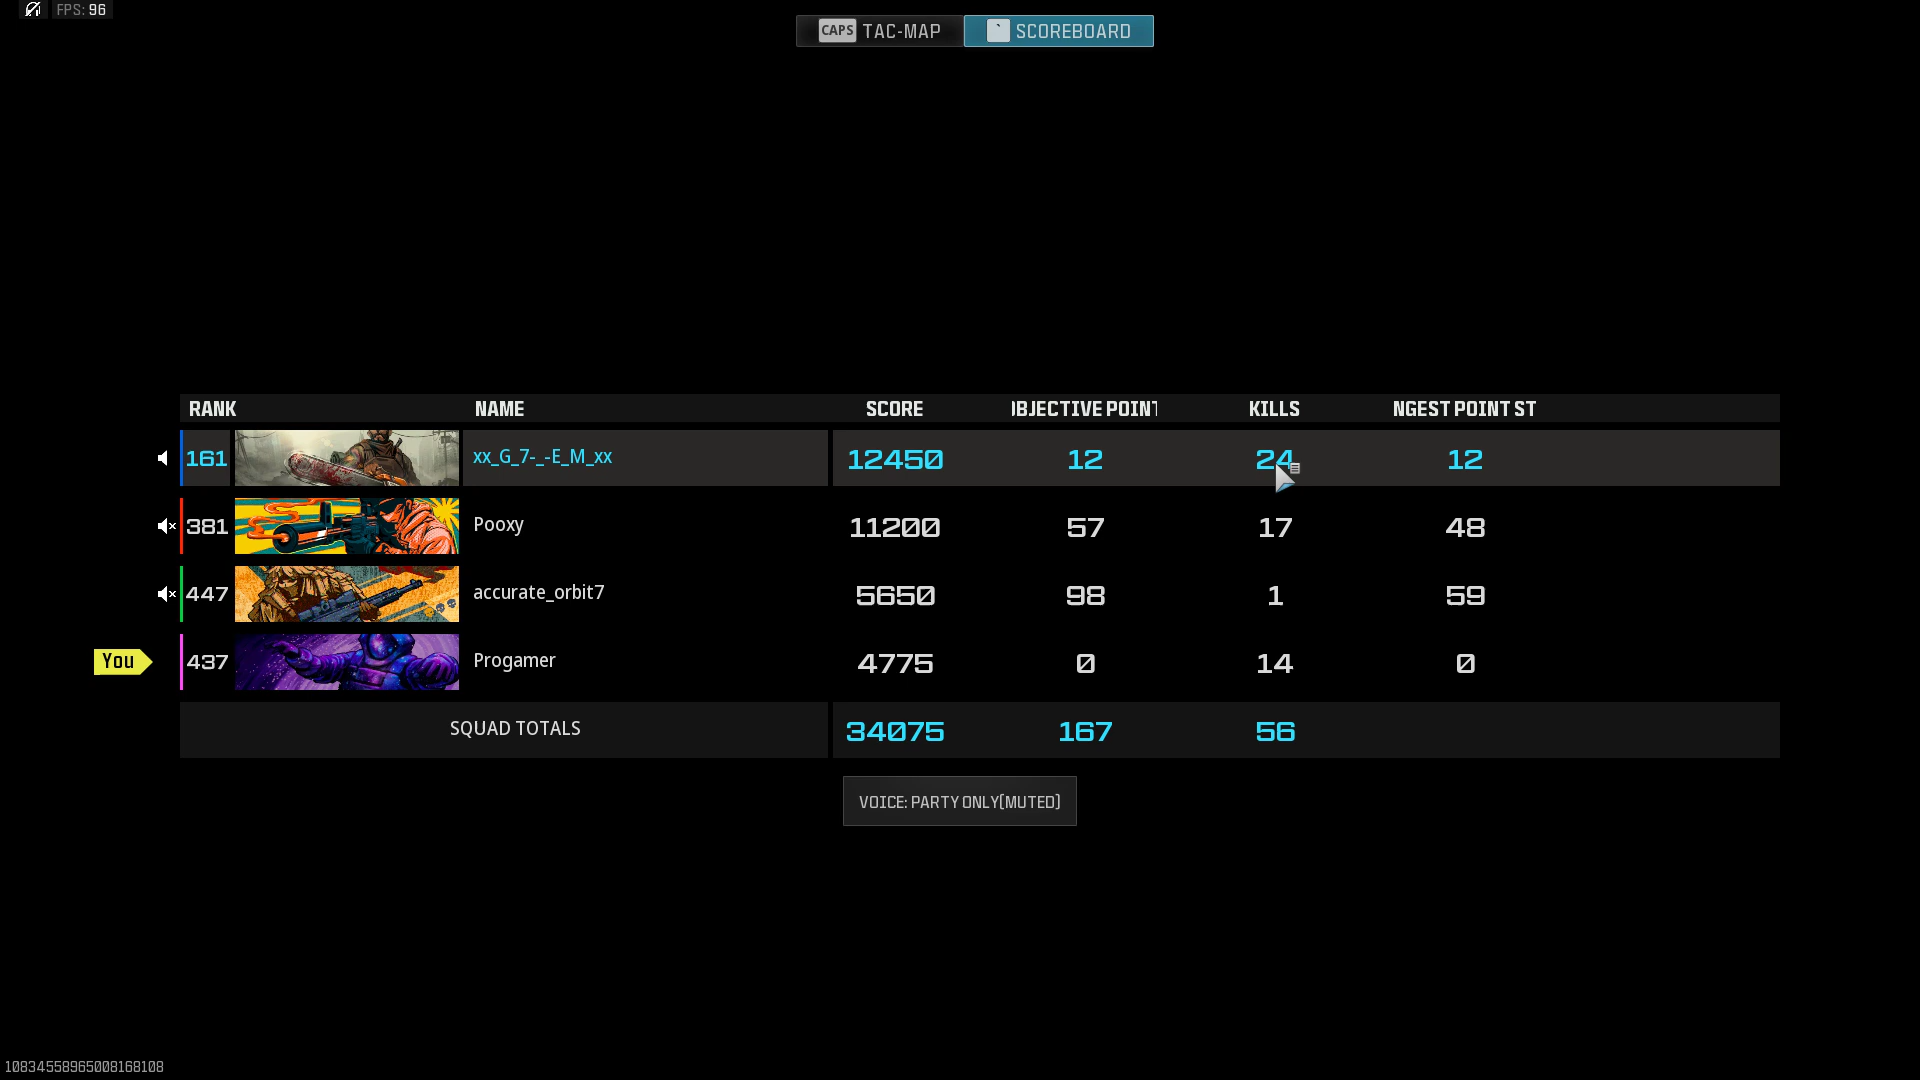 FPS: 96
CAPS TAC-MAP ` SCOREBOARD
RANK NAME SCORE BJECTIVE POINT KILLS NGEST POINT ST
161 xx_G_7-_-E_M_xx 12450 12 24 12
381 Pooxy 11200 57 17 48
447 accurate_orbit7 5650 98 1 59
You 437 Progamer 4775 0 14 0
SQUAD TOTALS 34075 167 56
VOICE: PARTY ONLY(MUTED)
10834558965008168108